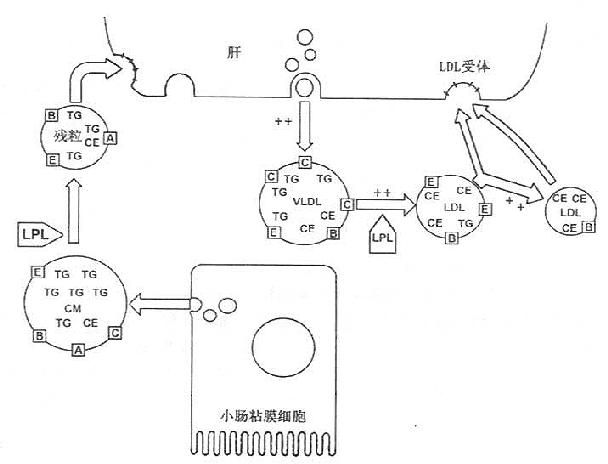 肝
LDL受体
B
TG
残粒
TG
CE
A
E
TG
++
C
C
TG
TG
TG
VLDL
C
TG
CE
CE
B
++
LPL
E
CE
CE
LDL
E
CE
TG
++
CE CE
LDL
CE
B
LPL
E
TG
TG
TG TG TG
CM
TG
CE
B
A
C
小肠粘膜细胞